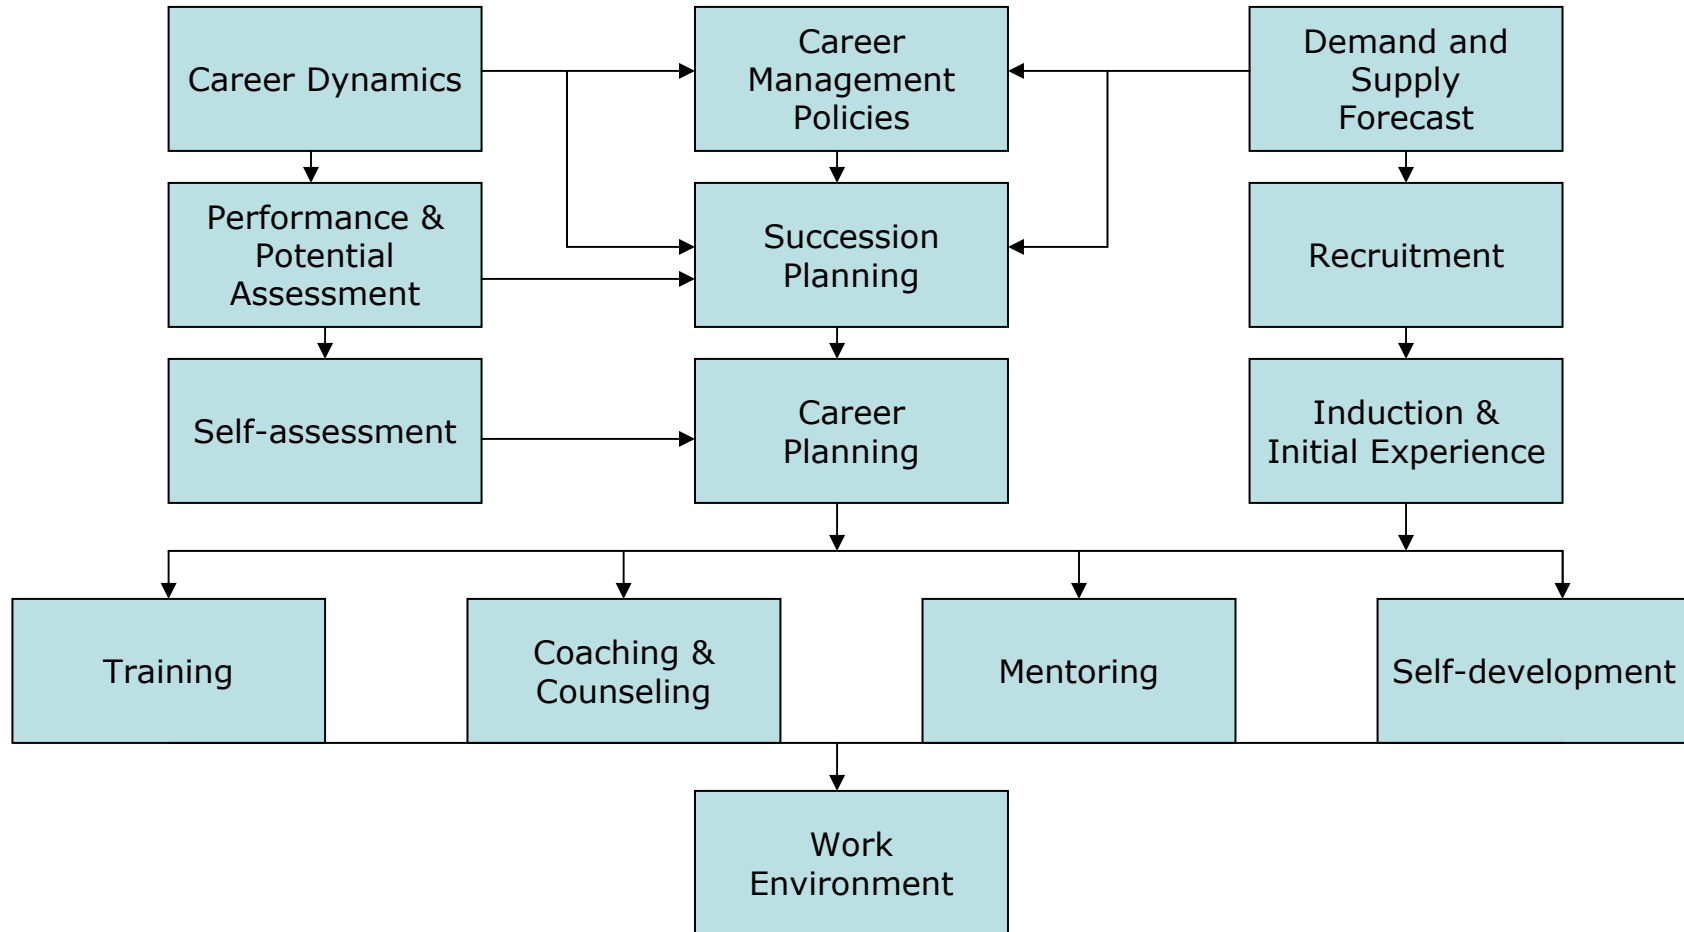 Career Dynamics
Career
Management
Policies
Demand and
Supply
Forecast
Performance &
Potential
Assessment
Succession
Planning
Recruitment
Self-assessment
Career
Planning
Induction &
Initial Experience
Training
Coaching &
Counseling
Mentoring
Self-development
Work
Environment